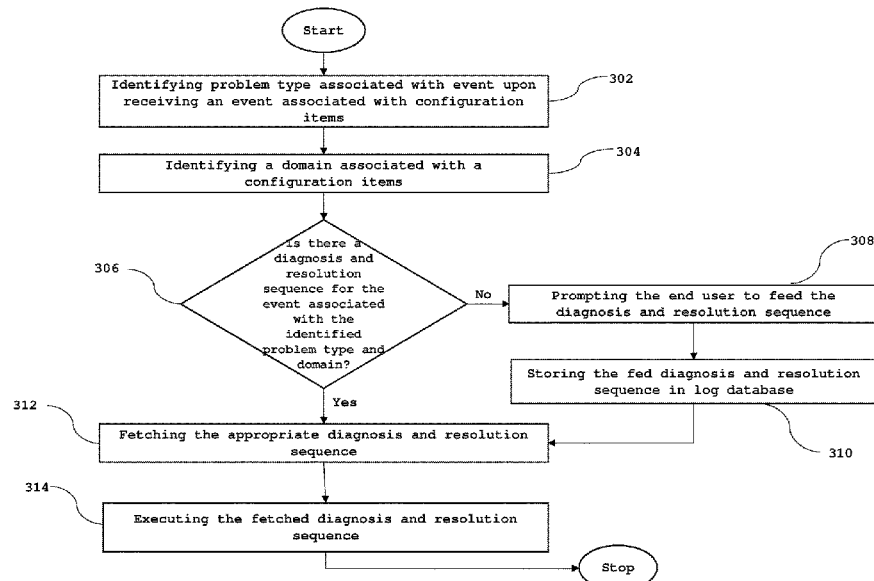 Start
Identifying problem type associated with event upon
receiving an event associated with configuration
items
302
Identifying a domain associated with a
configuration items
304
Is there a
diagnosis and
resolution
sequence for the
event associated
with the
identified
problem type and
domain?
306
No
308
Prompting the end user to feed the
diagnosis and resolution sequence
Storing the fed diagnosis and resolution
sequence in log database
310
Yes
312
Fetching the appropriate diagnosis and resolution
sequence
314
Executing the fetched diagnosis and resolution
sequence
Stop